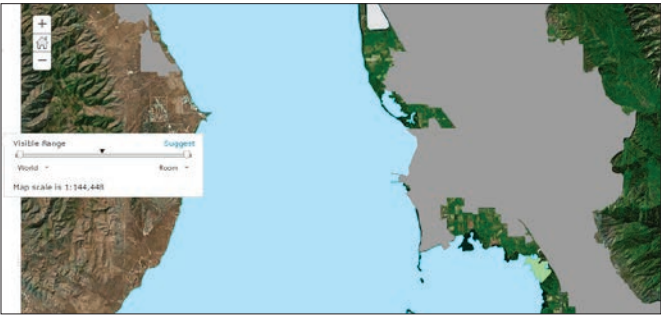 +
−
Visible Range Suggest
World Room
Map scale is 1:144,448